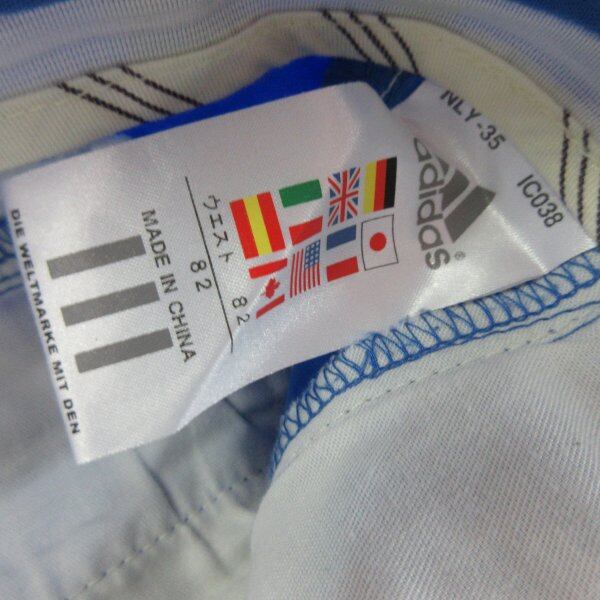 NLY-35
IC038
adidas®
ウエスト
82 82
MADE IN CHINA
DIE WELTMARKE MIT DEN